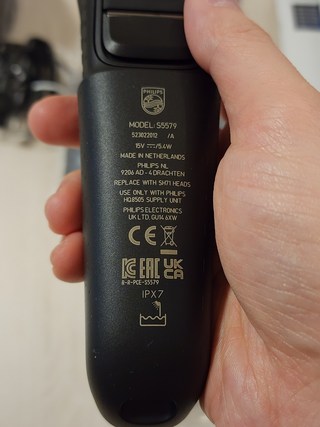 PHILIPS
MODEL: S5579
523022012 /A
15V ⎓/5.4W
MADE IN NETHERLANDS
PHILIPS NL
9206 AD - 4 DRACHTEN
REPLACE WITH SH71 HEADS
USE ONLY WITH PHILIPS
HQ8505 SUPPLY UNIT
PHILIPS ELECTRONICS
UK LTD. GU14 6XW
CE
EAC UK
CA
R-R-PCE-S5579
IPX7